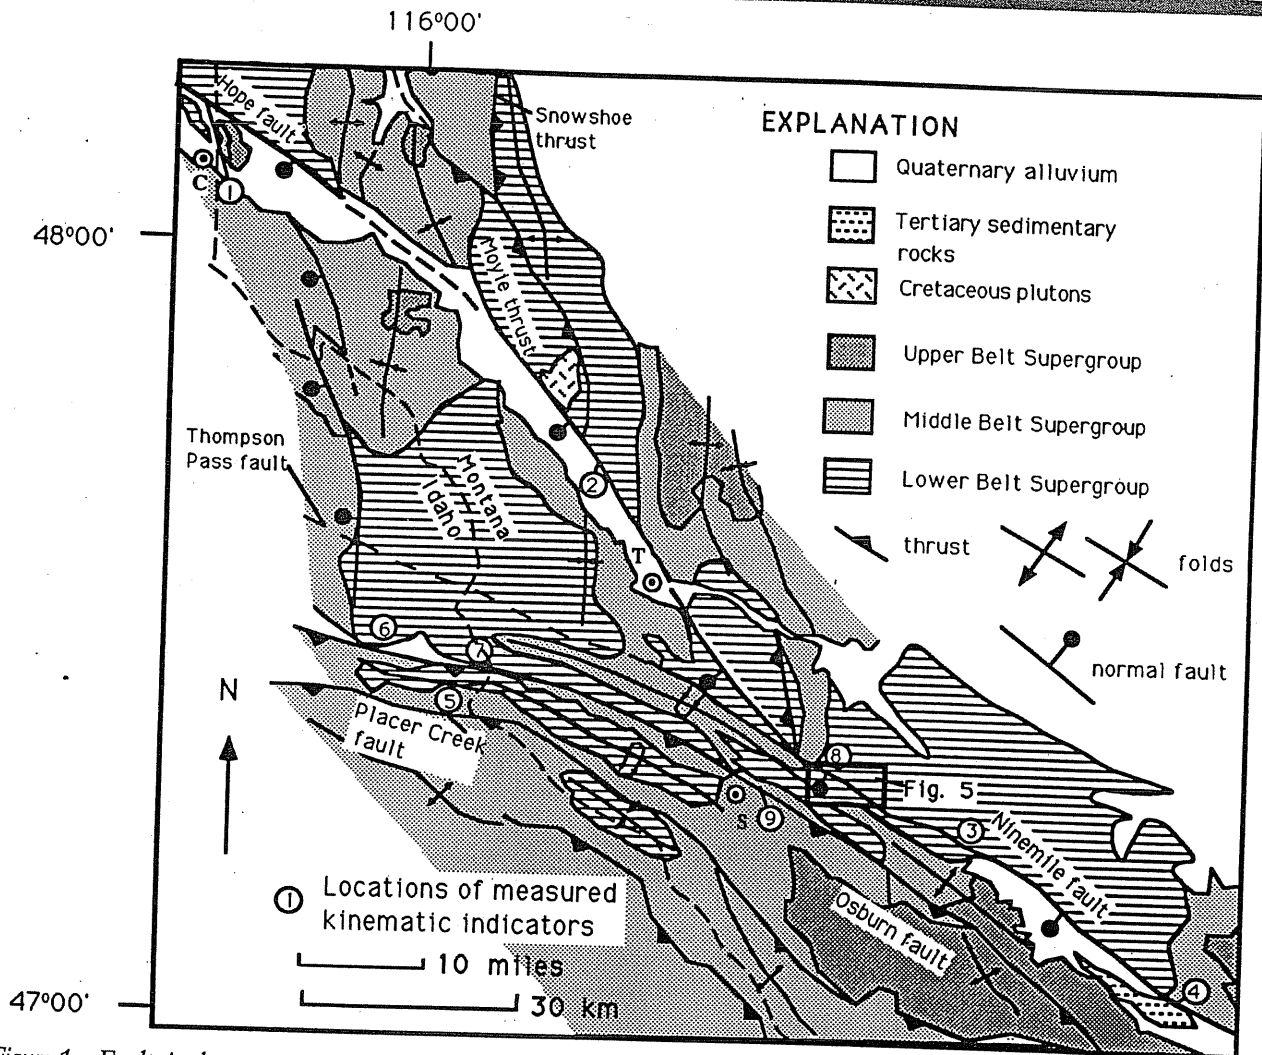 116°00'
48°00'
47°00'
Hope fault
Snowshoe
thrust
Moyie thrust
C
1
2
T
Thompson
Pass fault
Montana
Idaho
6
7
5
N
Placer Creek
fault
8
Fig. 5
S
9
3
Ninemile fault
Osburn fault
4
EXPLANATION
Quaternary alluvium
Tertiary sedimentary
rocks
Cretaceous plutons
Upper Belt Supergroup
Middle Belt Supergroup
Lower Belt Supergroup
thrust
folds
normal fault
1 Locations of measured
kinematic indicators
10 miles
30 km